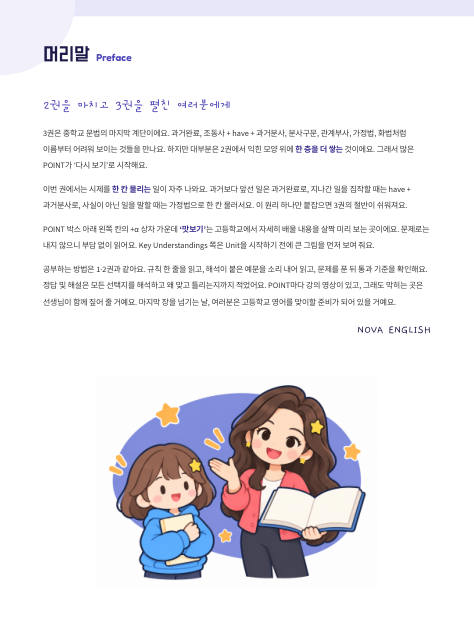 머리말 Preface
2권을 마치고 3권을 펼친 여러분에게
3권은 중학교 문법의 마지막 계단이에요. 과거완료, 조동사 + have + 과거분사, 분사구문, 관계부사, 가정법, 화법처럼
이름부터 어려워 보이는 것들을 만나요. 하지만 대부분은 2권에서 익힌 모양 위에 한 층을 더 쌓는 것이에요. 그래서 많은
POINT가 '다시 보기'로 시작해요.
이번 권에서는 시제를 한 칸 물리는 일이 자주 나와요. 과거보다 앞선 일은 과거완료로, 지나간 일을 짐작할 때는 have +
과거분사로, 사실이 아닌 일을 말할 때는 가정법으로 한 칸 물러서요. 이 원리 하나만 붙잡으면 3권의 절반이 쉬워져요.
POINT 박스 아래 왼쪽 칸의 +α 상자 가운데 '맛보기'는 고등학교에서 자세히 배울 내용을 살짝 미리 보는 곳이에요. 문제로는
내지 않으니 부담 없이 읽어요. Key Understandings 쪽은 Unit을 시작하기 전에 큰 그림을 먼저 보여 줘요.
공부하는 방법은 1·2권과 같아요. 규칙 한 줄을 읽고, 해석이 붙은 예문을 소리 내어 읽고, 문제를 푼 뒤 통과 기준을 확인해요.
정답 및 해설은 모든 선택지를 해석하고 왜 맞고 틀리는지까지 적었어요. POINT마다 강의 영상이 있고, 그래도 막히는 곳은
선생님이 함께 짚어 줄 거예요. 마지막 장을 넘기는 날, 여러분은 고등학교 영어를 맞이할 준비가 되어 있을 거예요.
NOVA ENGLISH